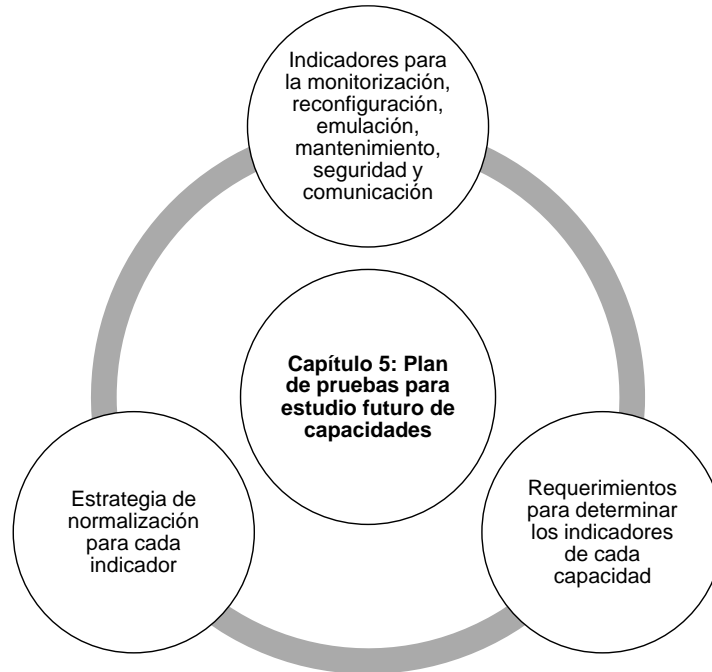 Indicadores para
la monitorización,
reconfiguración,
emulación,
mantenimiento,
seguridad y
comunicación
Capítulo 5: Plan
de pruebas para
estudio futuro de
capacidades
Estrategia de
normalización
para cada
indicador
Requerimientos
para determinar
los indicadores
de cada
capacidad